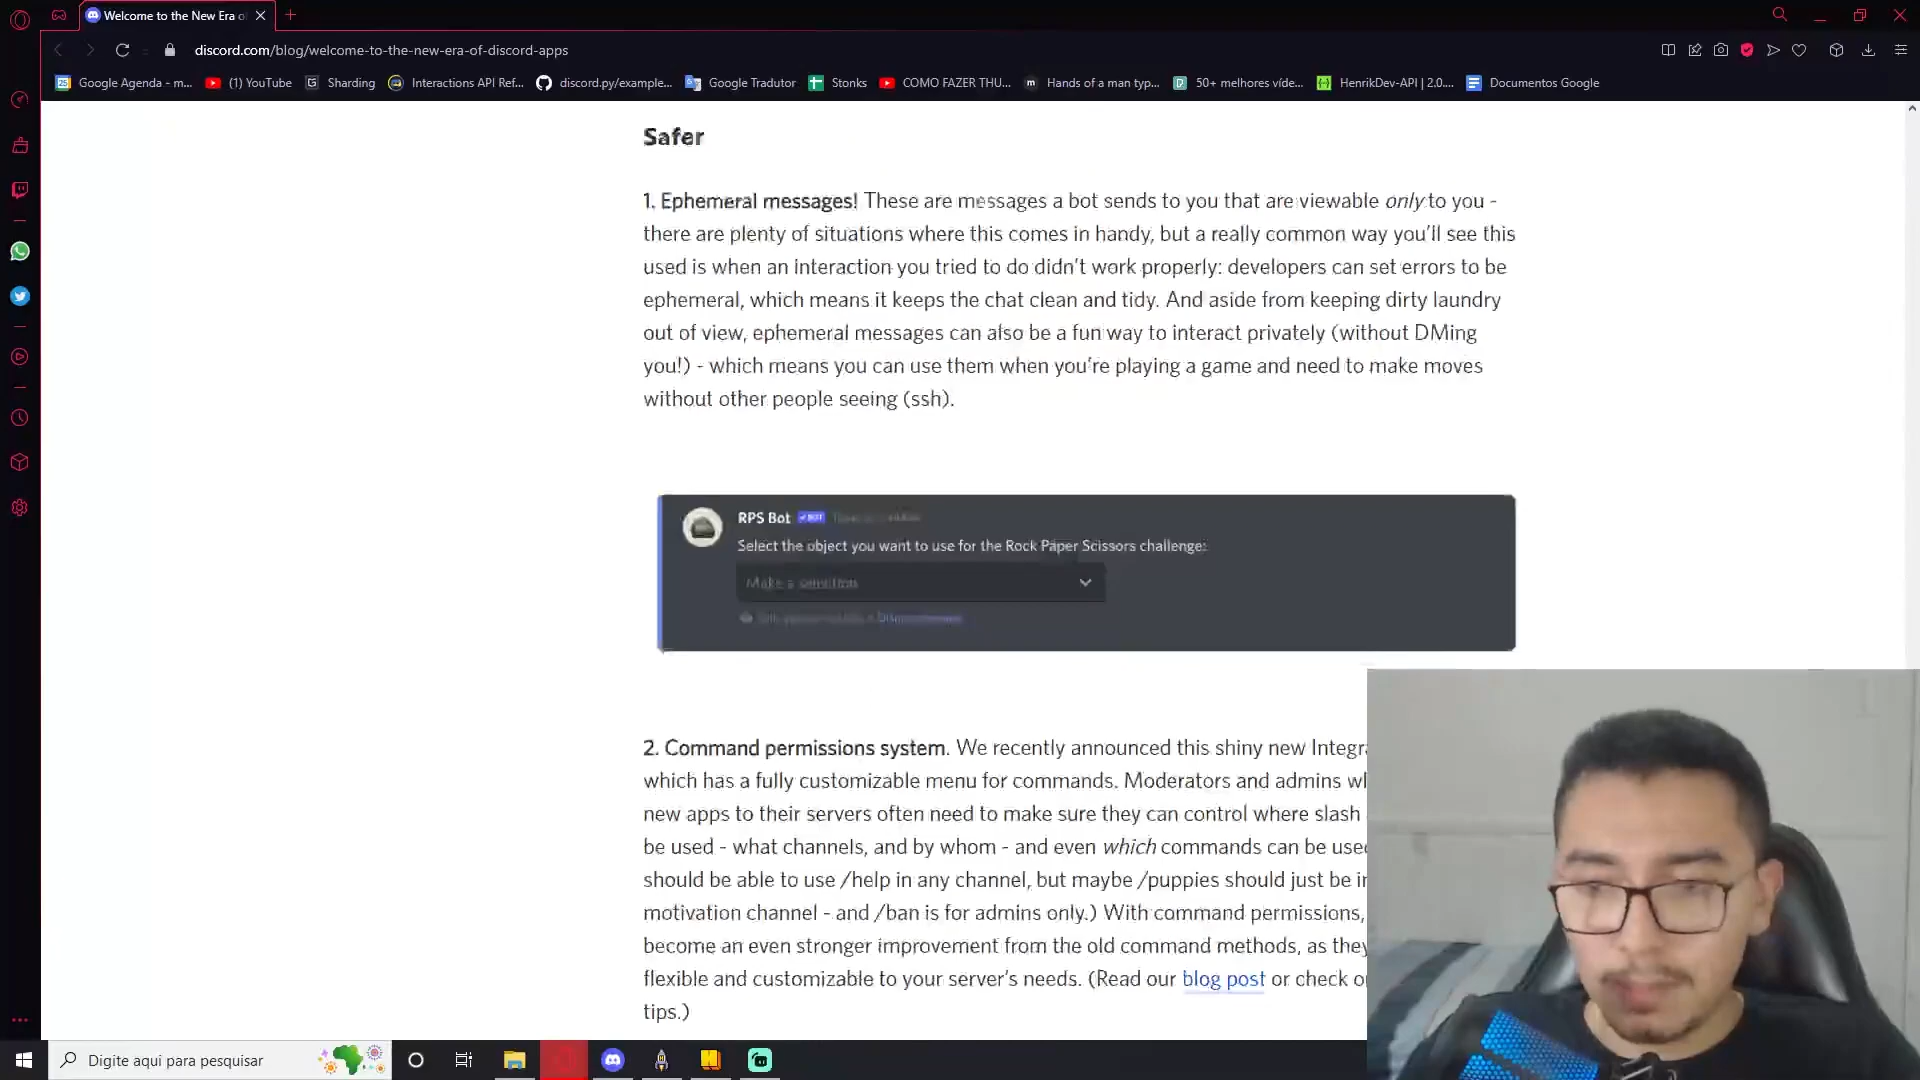 Welcome to the New Era o
discord.com/blog/welcome-to-the-new-era-of-discord-apps
Google Agenda - m...
(1) YouTube
Sharding
Interactions API Ref...
discord.py/example...
Google Tradutor
Stonks
COMO FAZER THU...
Hands of a man typ...
50+ melhores víde...
HenrikDev-API | 2.0....
Documentos Google
Safer
1. Ephemeral messages! These are messages a bot sends to you that are viewable only to you -
there are plenty of situations where this comes in handy, but a really common way you'll see this
used is when an interaction you tried to do didn't work properly: developers can set errors to be
ephemeral, which means it keeps the chat clean and tidy. And aside from keeping dirty laundry
out of view, ephemeral messages can also be a fun way to interact privately (without DMing
you!) - which means you can use them when you're playing a game and need to make moves
without other people seeing (ssh).
RPS Bot ✓BOT
Select the object you want to use for the Rock Paper Scissors challenge:
Make a selection
2. Command permissions system. We recently announced this shiny new Integra
which has a fully customizable menu for commands. Moderators and admins w
new apps to their servers often need to make sure they can control where slash
be used - what channels, and by whom - and even which commands can be used
should be able to use /help in any channel, but maybe /puppies should just be in
motivation channel - and /ban is for admins only.) With command permissions,
become an even stronger improvement from the old command methods, as they
flexible and customizable to your server's needs. (Read our blog post or check o
tips.)
Digite aqui para pesquisar